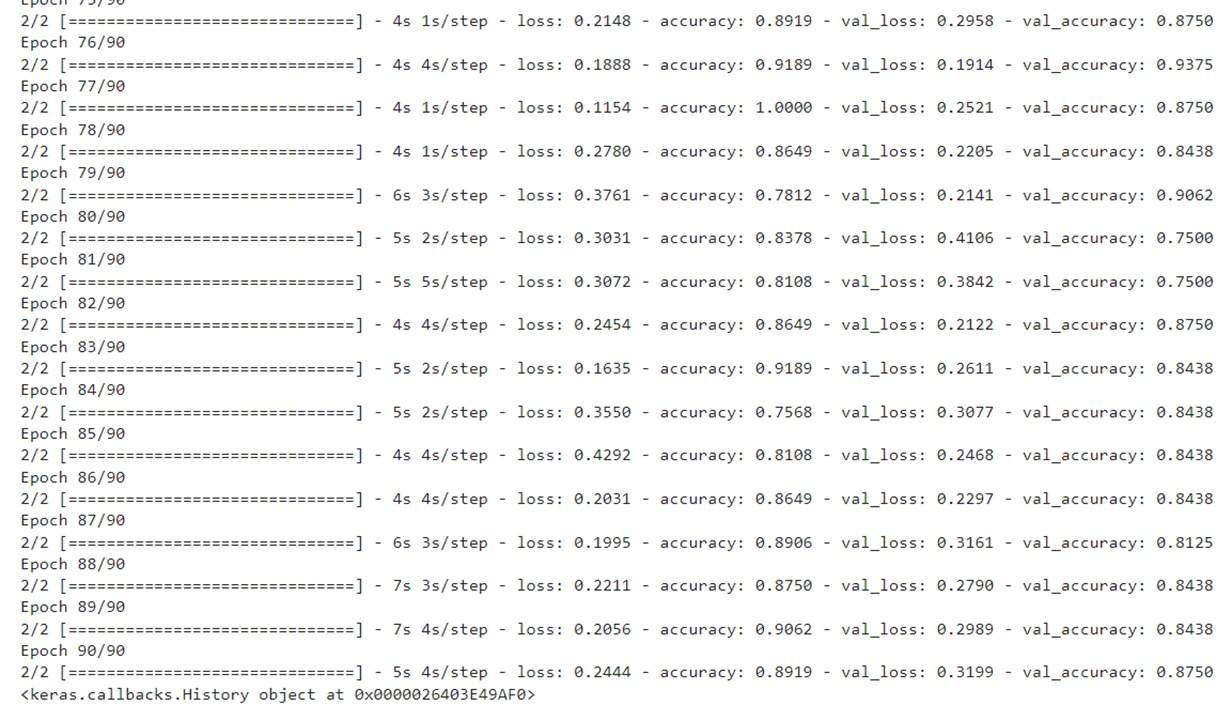 Epoch 75/90
2/2 [==============================] - 4s 1s/step - loss: 0.2148 - accuracy: 0.8919 - val_loss: 0.2958 - val_accuracy: 0.8750
Epoch 76/90
2/2 [==============================] - 4s 4s/step - loss: 0.1888 - accuracy: 0.9189 - val_loss: 0.1914 - val_accuracy: 0.9375
Epoch 77/90
2/2 [==============================] - 4s 1s/step - loss: 0.1154 - accuracy: 1.0000 - val_loss: 0.2521 - val_accuracy: 0.8750
Epoch 78/90
2/2 [==============================] - 4s 1s/step - loss: 0.2780 - accuracy: 0.8649 - val_loss: 0.2205 - val_accuracy: 0.8438
Epoch 79/90
2/2 [==============================] - 6s 3s/step - loss: 0.3761 - accuracy: 0.7812 - val_loss: 0.2141 - val_accuracy: 0.9062
Epoch 80/90
2/2 [==============================] - 5s 2s/step - loss: 0.3031 - accuracy: 0.8378 - val_loss: 0.4106 - val_accuracy: 0.7500
Epoch 81/90
2/2 [==============================] - 5s 5s/step - loss: 0.3072 - accuracy: 0.8108 - val_loss: 0.3842 - val_accuracy: 0.7500
Epoch 82/90
2/2 [==============================] - 4s 4s/step - loss: 0.2454 - accuracy: 0.8649 - val_loss: 0.2122 - val_accuracy: 0.8750
Epoch 83/90
2/2 [==============================] - 5s 2s/step - loss: 0.1635 - accuracy: 0.9189 - val_loss: 0.2611 - val_accuracy: 0.8438
Epoch 84/90
2/2 [==============================] - 5s 2s/step - loss: 0.3550 - accuracy: 0.7568 - val_loss: 0.3077 - val_accuracy: 0.8438
Epoch 85/90
2/2 [==============================] - 4s 4s/step - loss: 0.4292 - accuracy: 0.8108 - val_loss: 0.2468 - val_accuracy: 0.8438
Epoch 86/90
2/2 [==============================] - 4s 4s/step - loss: 0.2031 - accuracy: 0.8649 - val_loss: 0.2297 - val_accuracy: 0.8438
Epoch 87/90
2/2 [==============================] - 6s 3s/step - loss: 0.1995 - accuracy: 0.8906 - val_loss: 0.3161 - val_accuracy: 0.8125
Epoch 88/90
2/2 [==============================] - 7s 3s/step - loss: 0.2211 - accuracy: 0.8750 - val_loss: 0.2790 - val_accuracy: 0.8438
Epoch 89/90
2/2 [==============================] - 7s 4s/step - loss: 0.2056 - accuracy: 0.9062 - val_loss: 0.2989 - val_accuracy: 0.8438
Epoch 90/90
2/2 [==============================] - 5s 4s/step - loss: 0.2444 - accuracy: 0.8919 - val_loss: 0.3199 - val_accuracy: 0.8750
<keras.callbacks.History object at 0x0000026403E49AF0>